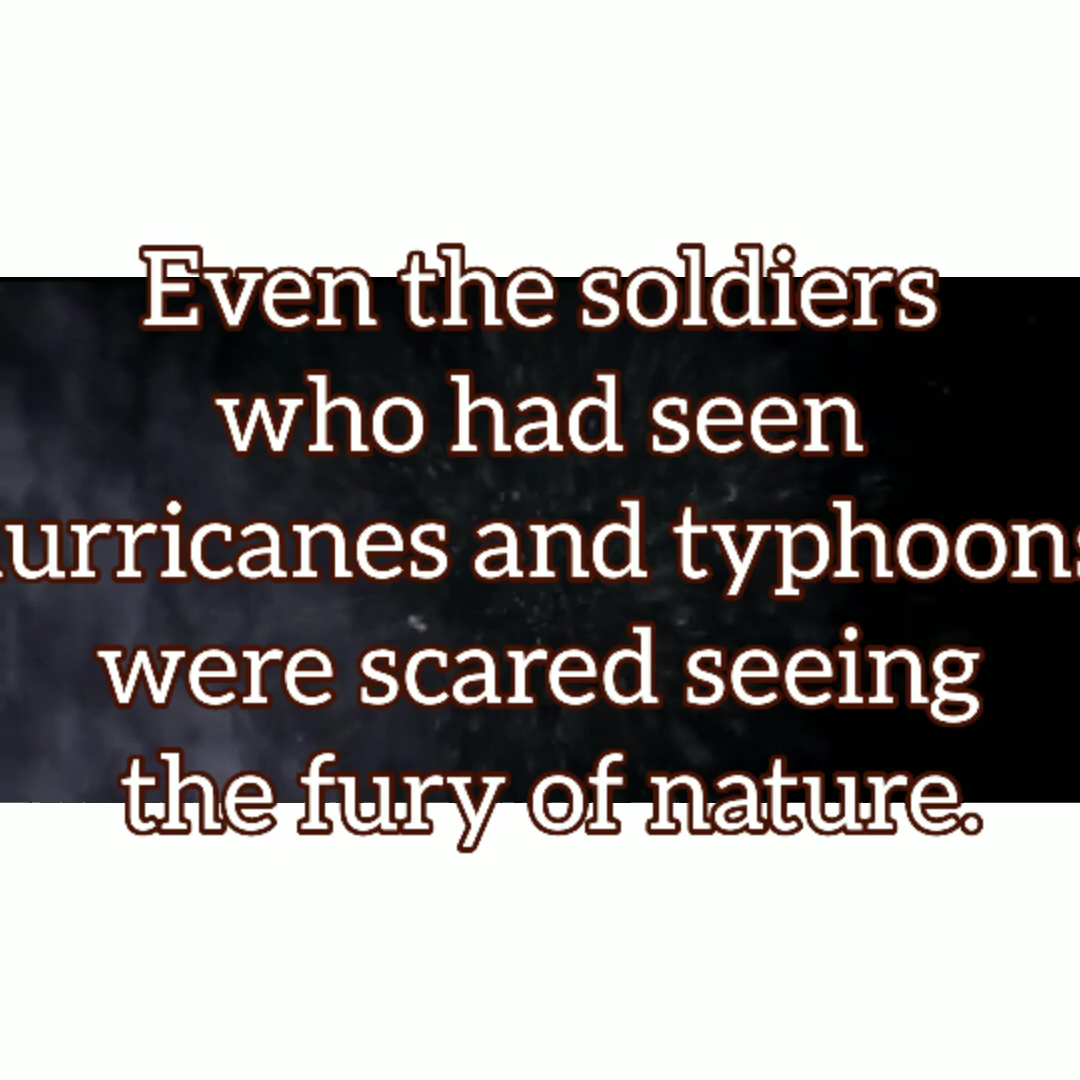 Even the soldiers
who had seen
hurricanes and typhoons
were scared seeing
the fury of nature.